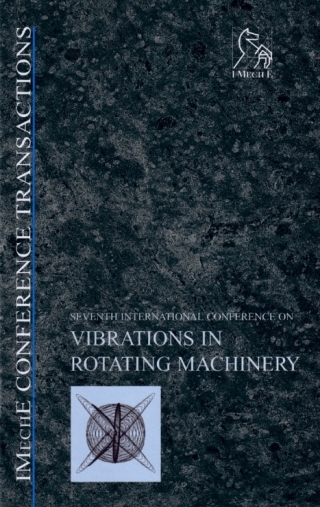 IMechE
IMechE CONFERENCE TRANSACTIONS
SEVENTH INTERNATIONAL CONFERENCE ON
VIBRATIONS IN
ROTATING MACHINERY